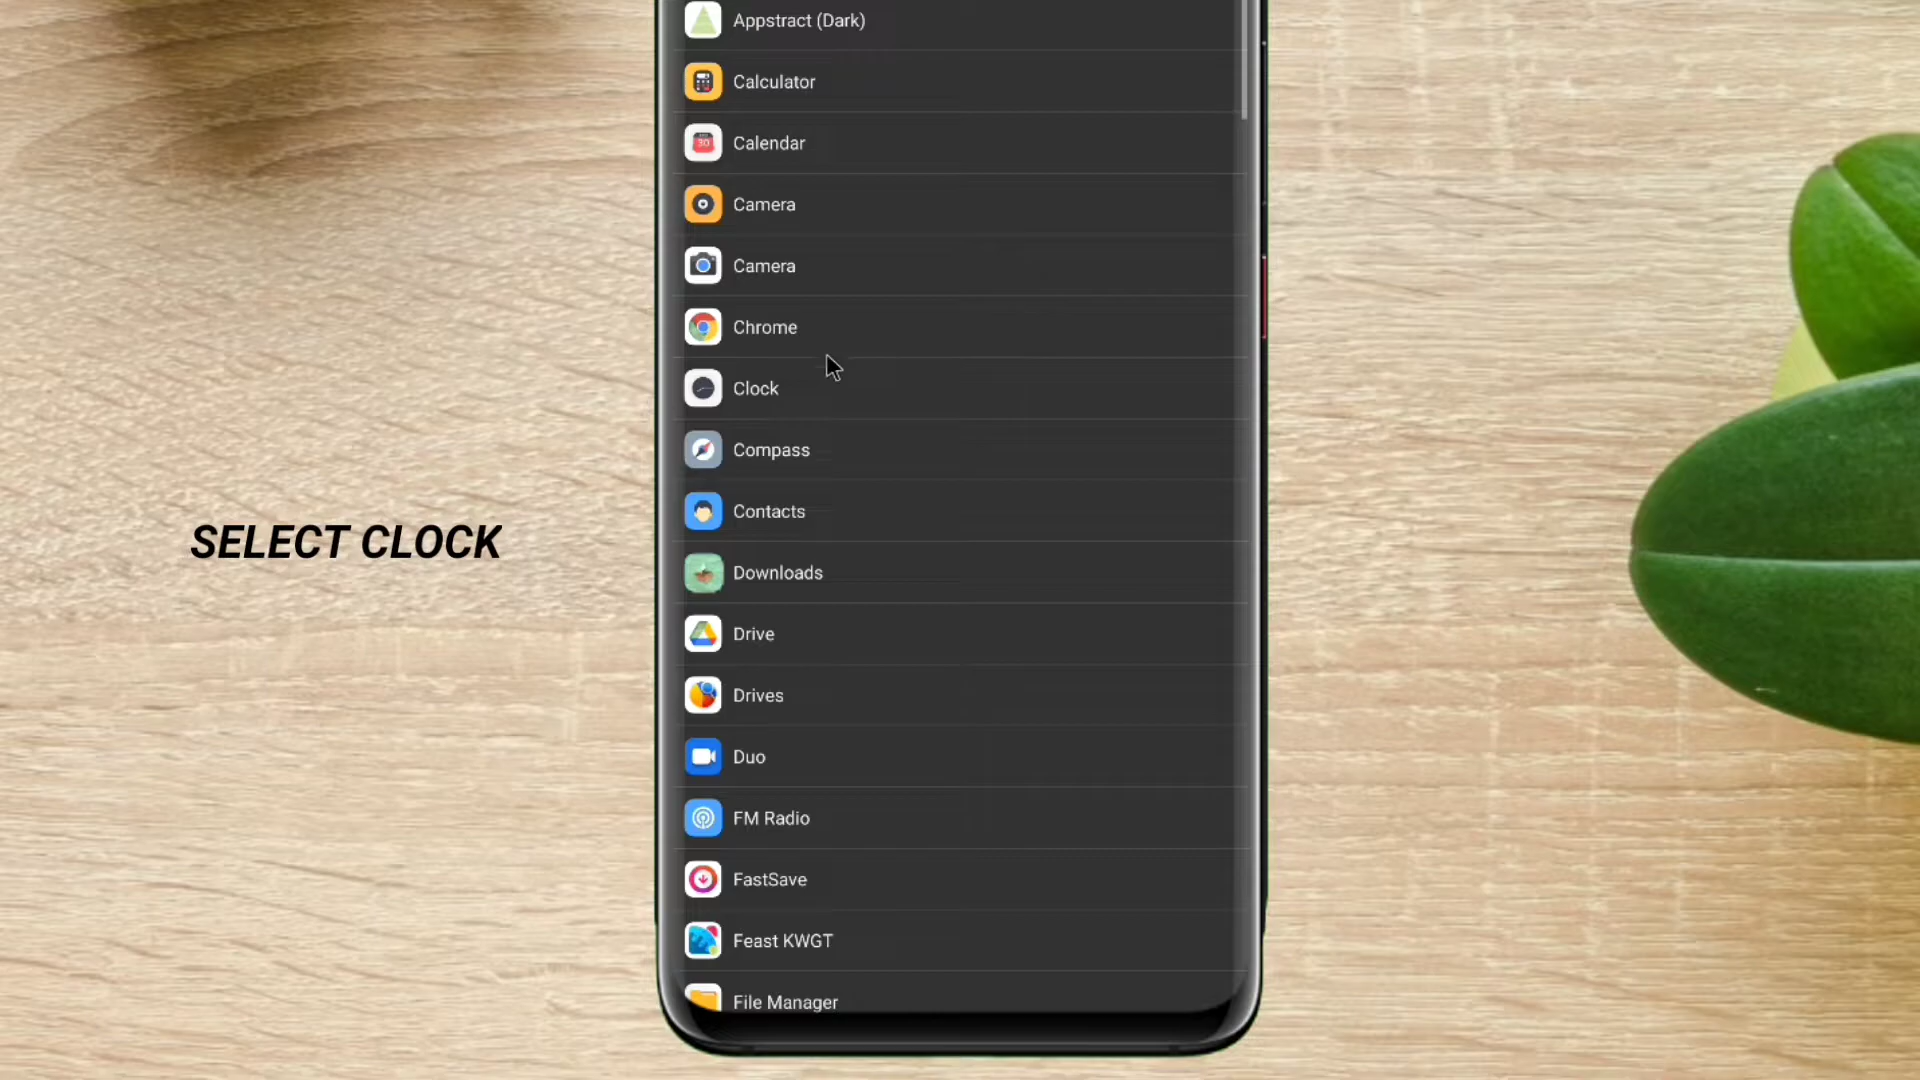 Appstract (Dark)
Calculator
Calendar
Camera
Camera
Chrome
Clock
Compass
Contacts
SELECT CLOCK
Downloads
Drive
Drives
Duo
FM Radio
FastSave
Feast KWGT
File Manager